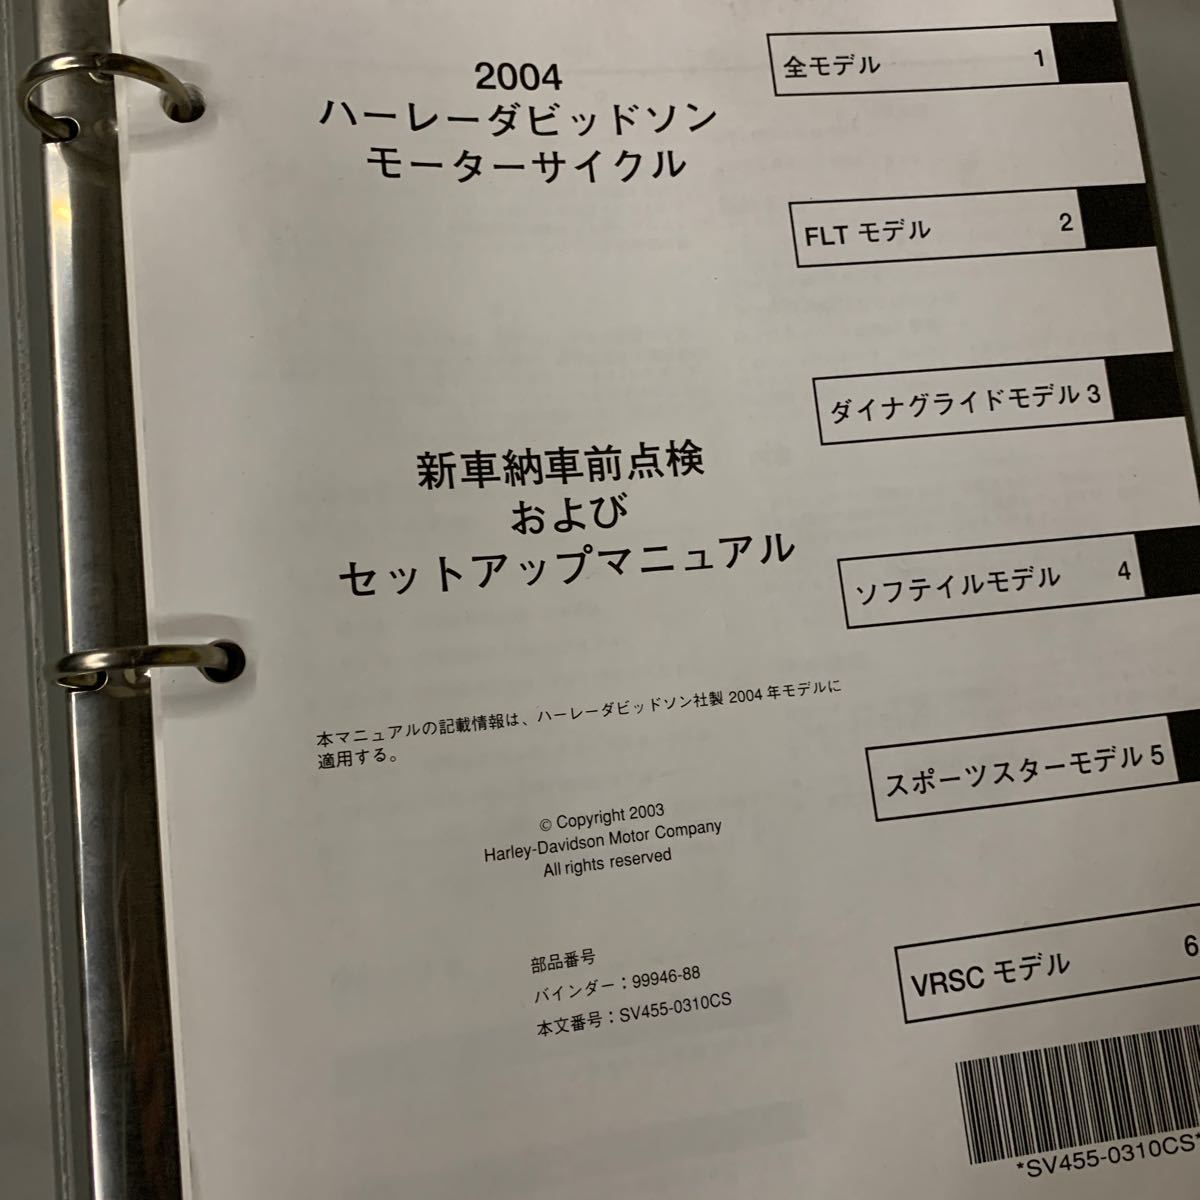 2004
ハーレーダビッドソン
モーターサイクル
新車納車前点検
および
セットアップマニュアル
本マニュアルの記載情報は、ハーレーダビッドソン社製 2004 年モデルに
適用する。
© Copyright 2003
Harley-Davidson Motor Company
All rights reserved
部品番号
バインダー：99946-88
本文番号：SV455-0310CS
全モデル 1
FLT モデル 2
ダイナグライドモデル 3
ソフテイルモデル 4
スポーツスターモデル 5
VRSC モデル 6
*SV455-0310CS*